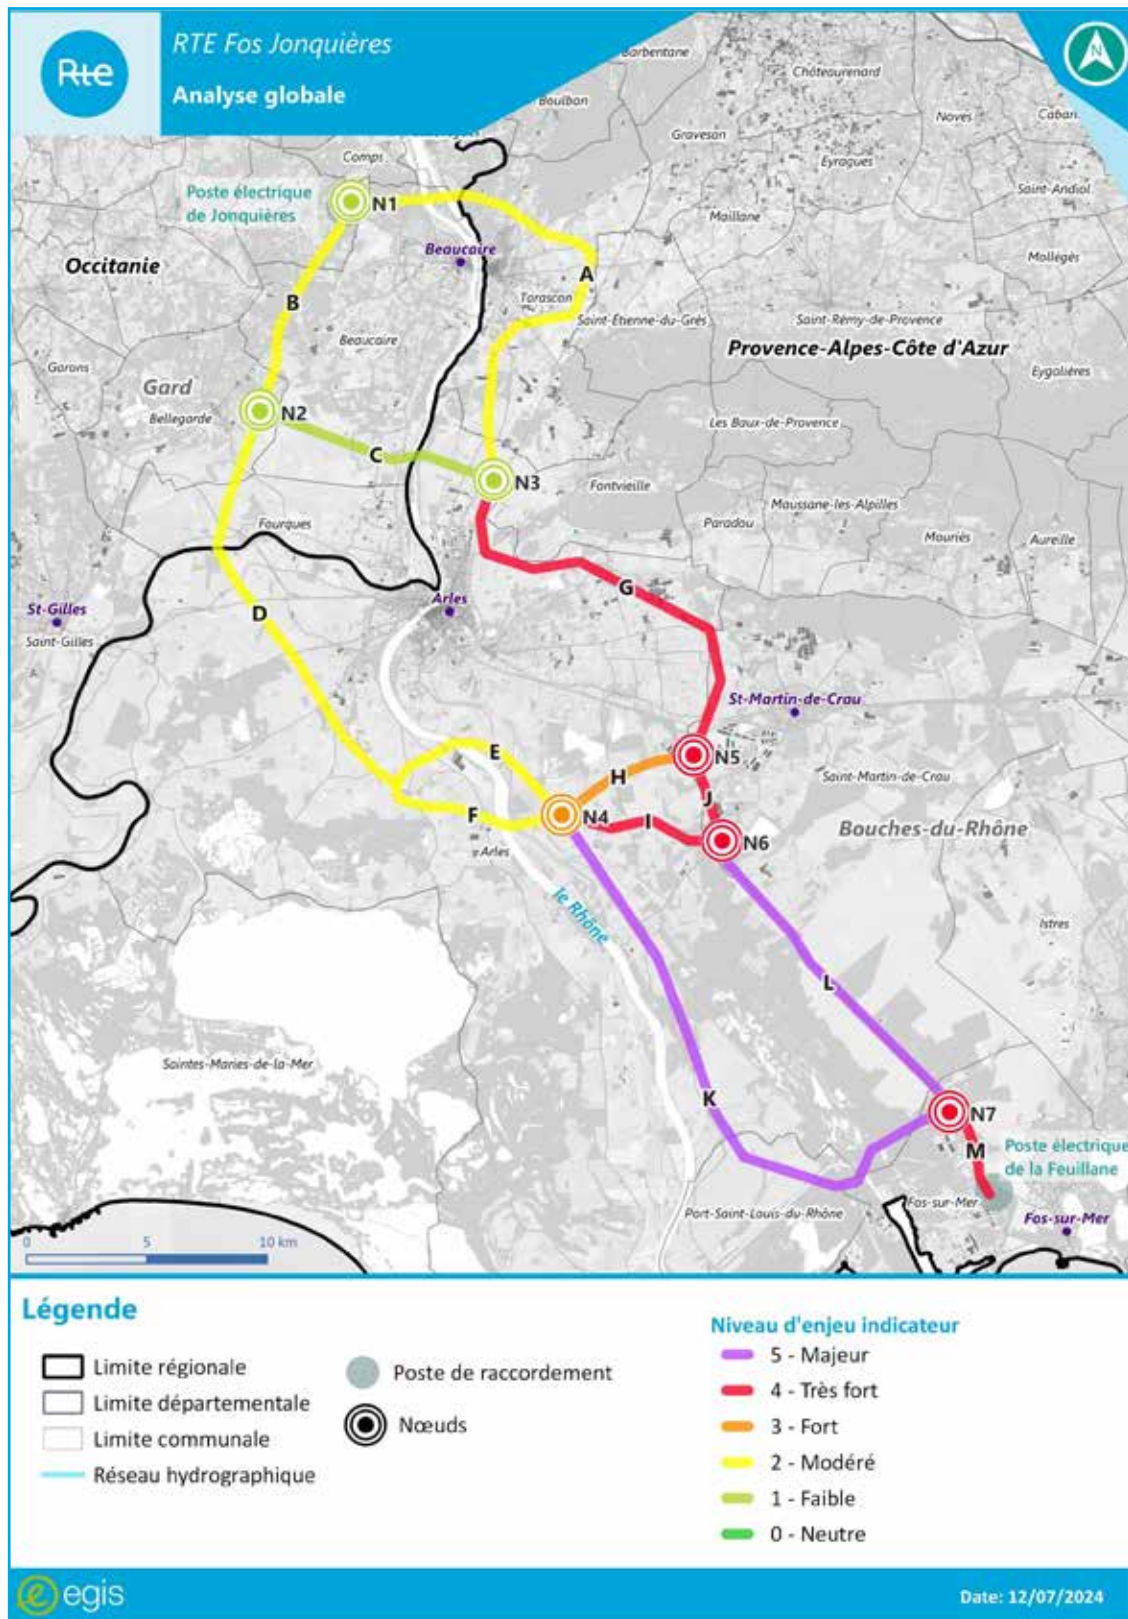 Rte
RTE Fos Jonquières
Analyse globale
N
Barbentane
Châteaurenard
Boulbon
Noves
Caban
Graveson
Eyragues
Comps
Poste électrique
de Jonquières
N1
Saint-Andiol
Maillane
Beaucaire
Mollégès
Occitanie
A
B
Tarascon
Saint-Étienne-du-Grès
Saint-Rémy-de-Provence
Beaucaire
Provence-Alpes-Côte d'Azur
Garons
Gard
Eygalières
N2
Bellegarde
Les Baux-de-Provence
C
N3
Fontvieille
Maussane-les-Alpilles
Paradou
Fourques
Mouriès
Aureille
G
St-Gilles
Arles
D
Saint-Gilles
St-Martin-de-Crau
E
N5
H
Saint-Martin-de-Crau
J
F
N4
I
Bouches-du-Rhône
N6
Arles
le Rhône
Istres
L
Saintes-Maries-de-la-Mer
K
N7
M
Poste électrique
de la Feuillane
Fos-sur-Mer
Port-Saint-Louis-du-Rhône
Fos-sur-Mer
0 5 10 km
Légende
Limite régionale
Limite départementale
Limite communale
Réseau hydrographique
Poste de raccordement
Nœuds
Niveau d'enjeu indicateur
5 - Majeur
4 - Très fort
3 - Fort
2 - Modéré
1 - Faible
0 - Neutre
egis
Date: 12/07/2024